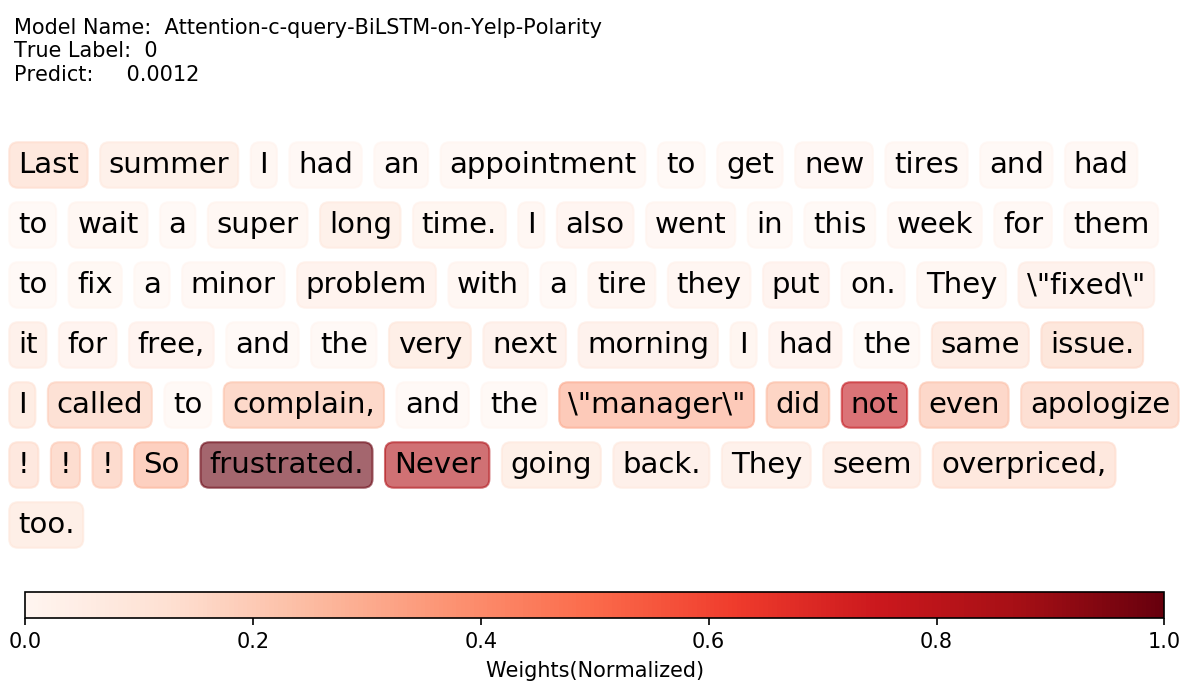 Model Name: Attention-c-query-BiLSTM-on-Yelp-Polarity
True Label: 0
Predict: 0.0012
Last summer I had an appointment to get new tires and had
to wait a super long time. I also went in this week for them
to fix a minor problem with a tire they put on. They \"fixed\"
it for free, and the very next morning I had the same issue.
I called to complain, and the \"manager\" did not even apologize
! ! ! So frustrated. Never going back. They seem overpriced,
too.
0.0 0.2 0.4 0.6 0.8 1.0
Weights(Normalized)